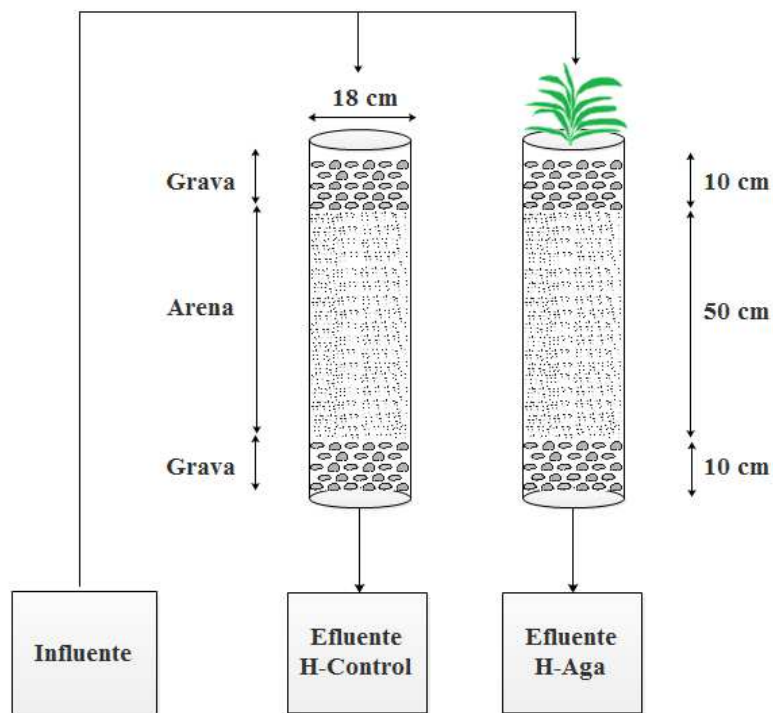 18 cm
Grava
10 cm
Arena
50 cm
Grava
10 cm
Influente
Efluente
H-Control
Efluente
H-Aga